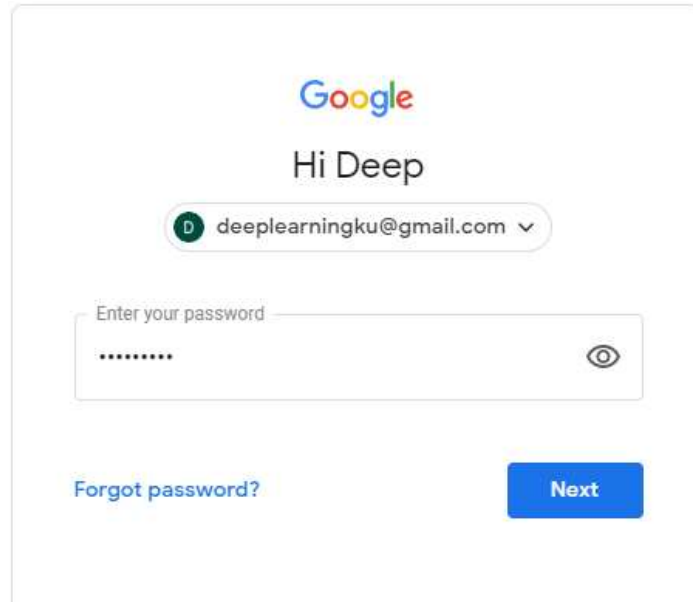 Google
Hi Deep
D deeplearningku@gmail.com
Enter your password
•••••••••
Forgot password? Next